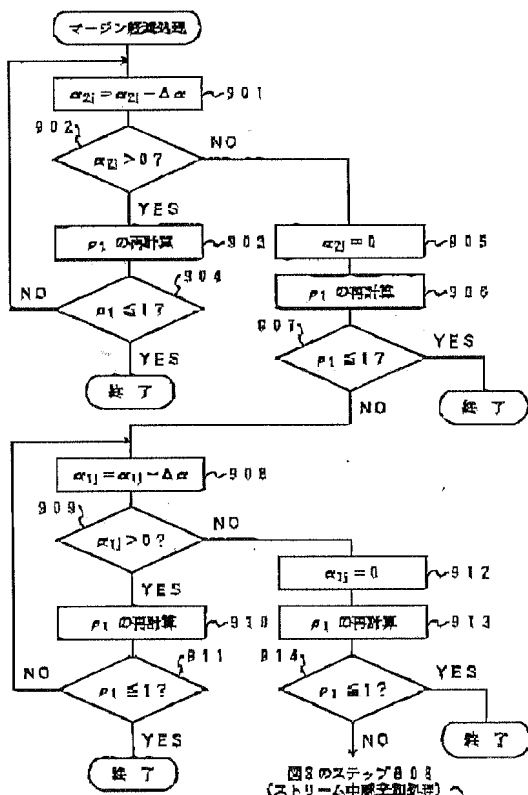 マージン軽減処理
α2j=α2j-Δα
901
902
α2j>0?
NO
YES
ρ1 の再計算
903
904
NO
ρ1≦1?
YES
終了
α2j=0
905
ρ1 の再計算
906
907
ρ1≦1?
YES
終了
NO
α1j=α1j-Δα
908
909
α1j>0?
NO
YES
ρ1 の再計算
910
911
NO
ρ1≦1?
YES
終了
α1j=0
912
ρ1 の再計算
913
914
ρ1≦1?
YES
終了
NO
図8のステップ808
(ストリーム中 処理)へ